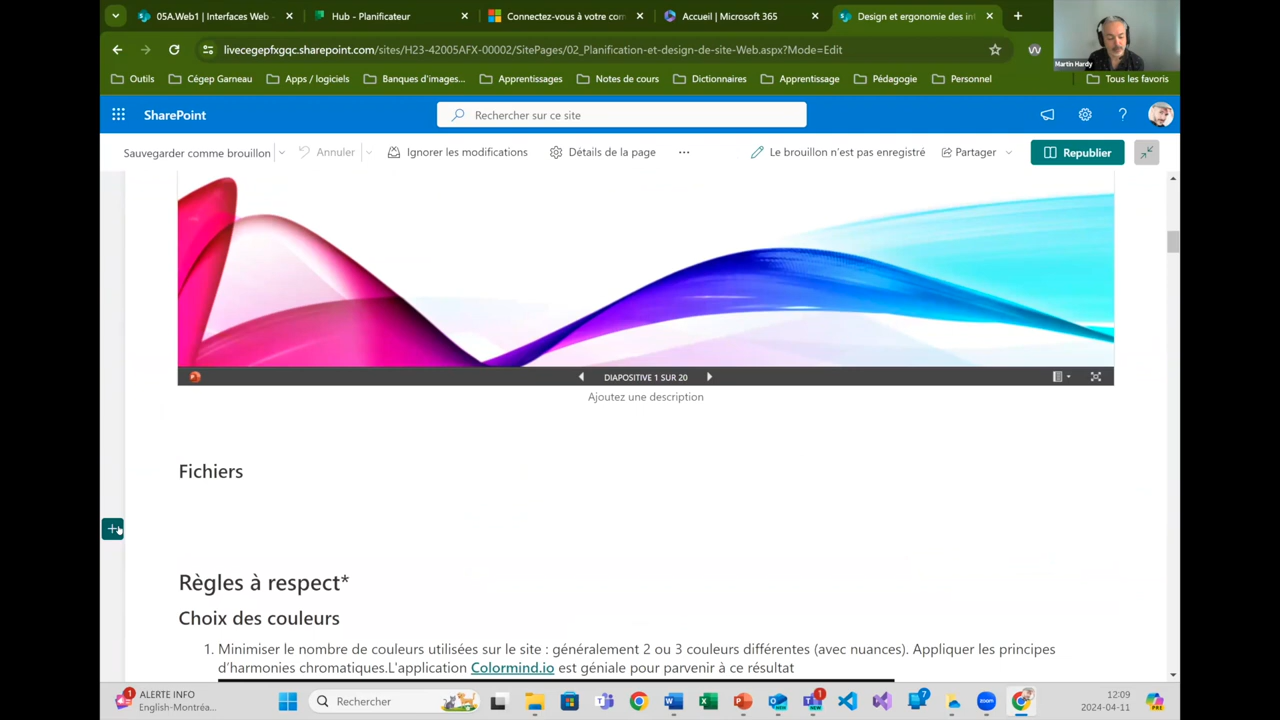 05A.Web1 | Interfaces Web -
Hub - Planificateur
Connectez-vous à votre com
Accueil | Microsoft 365
Design et ergonomie des int
livecegepfxgqc.sharepoint.com/sites/H23-42005AFX-00002/SitePages/02_Planification-et-design-de-site-Web.aspx?Mode=Edit
Martin Hardy
Outils
Cégep Garneau
Apps / logiciels
Banques d'images...
Apprentissages
Notes de cours
Dictionnaires
Apprentissage
Pédagogie
Personnel
Tous les favoris
SharePoint
Rechercher sur ce site
Sauvegarder comme brouillon
Annuler
Ignorer les modifications
Détails de la page
Le brouillon n'est pas enregistré
Partager
Republier
DIAPOSITIVE 1 SUR 20
Ajoutez une description
Fichiers
Règles à respect*
Choix des couleurs
1. Minimiser le nombre de couleurs utilisées sur le site : généralement 2 ou 3 couleurs différentes (avec nuances). Appliquer les principes
d'harmonies chromatiques.L'application Colormind.io est géniale pour parvenir à ce résultat
1
ALERTE INFO
English-Montréa...
Rechercher
1
7
12:09
2024-04-11